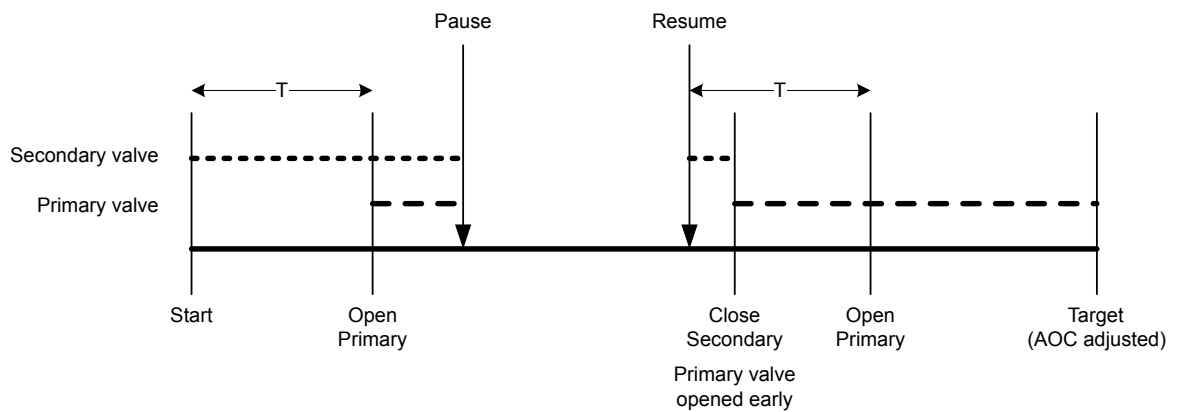 Pause
Resume
T
T
Secondary valve
Primary valve
Start
Open
Primary
Close
Secondary
Primary valve
opened early
Open
Primary
Target
(AOC adjusted)